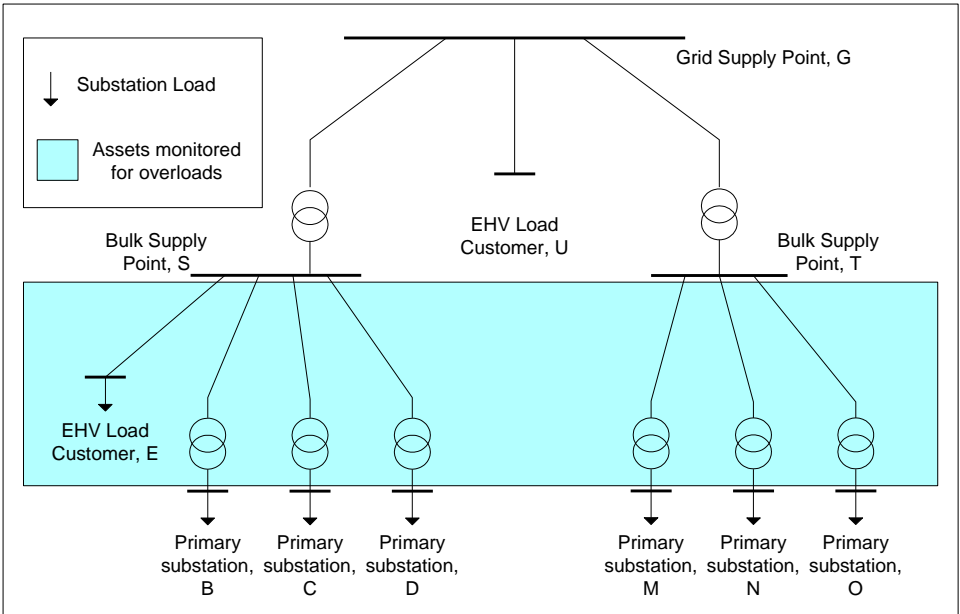 Grid Supply Point, G
Substation Load
Assets monitored
for overloads
EHV Load
Customer, U
Bulk Supply
Point, S
Bulk Supply
Point, T
EHV Load
Customer, E
Primary
substation,
B
Primary
substation,
C
Primary
substation,
D
Primary
substation,
M
Primary
substation,
N
Primary
substation,
O